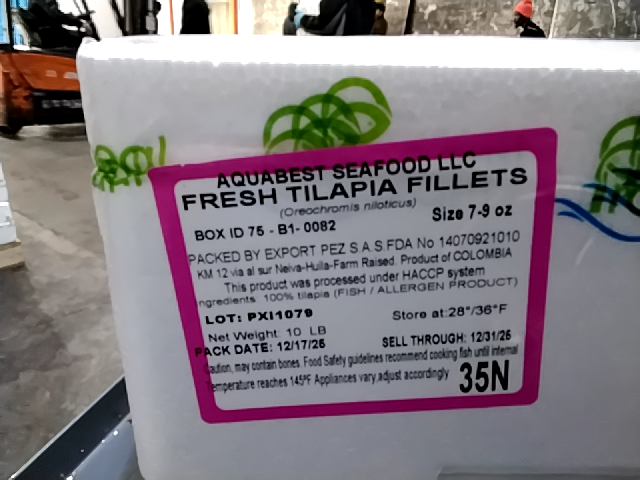 AQUABEST SEAFOOD LLC
FRESH TILAPIA FILLETS
(Oreochromis niloticus)
Size 7-9 oz
BOX ID 75 - B1- 0082
PACKED BY EXPORT PEZ S.A.S.FDA No 14070921010
KM 12 via al sur Neiva-Huila-Farm Raised. Product of COLOMBIA
This product was processed under HACCP system
ngredients: 100% tilapia (FISH / ALLERGEN PRODUCT)
LOT: PXI1079
Store at:28°/36°F
Net Weight: 10 LB
PACK DATE: 12/17/25
SELL THROUGH: 12/31/25
Caution, may contain bones. Food Safety guidelines recommend cooking fish until internal
temperature reaches 145°F Appliances vary,adjust accordingly
35N